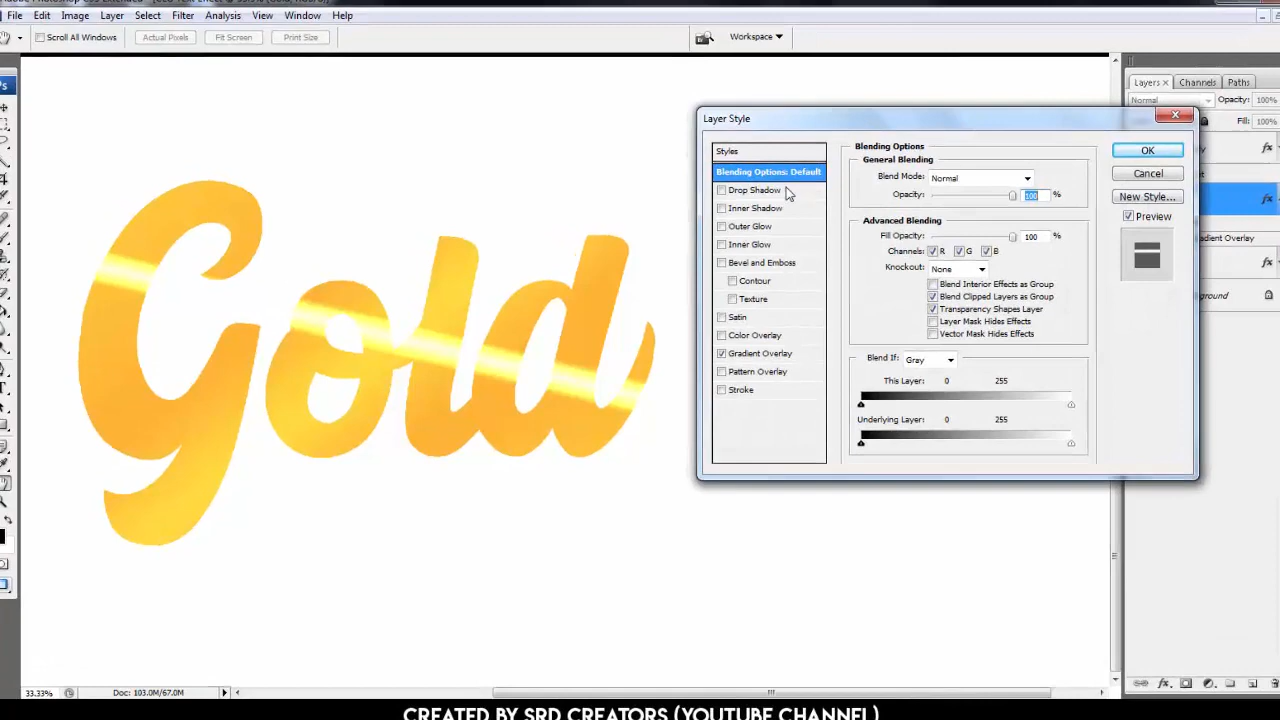 File Edit Image Layer Select Filter Analysis View Window Help
Scroll All Windows Actual Pixels Fit Screen Print Size Workspace
Layers Channels Paths
Normal Opacity: 100%
Fill: 100%
Gold
Layer Style
Styles
Blending Options: Default
Drop Shadow
Inner Shadow
Outer Glow
Inner Glow
Bevel and Emboss
Contour
Texture
Satin
Color Overlay
Gradient Overlay
Pattern Overlay
Stroke
Blending Options
General Blending
Blend Mode: Normal
Opacity: 100 %
Advanced Blending
Fill Opacity: 100 %
Channels: R G B
Knockout: None
Blend Interior Effects as Group
Blend Clipped Layers as Group
Transparency Shapes Layer
Layer Mask Hides Effects
Vector Mask Hides Effects
Blend If: Gray
This Layer: 0 255
Underlying Layer: 0 255
OK
Cancel
New Style...
Preview
fx
fx
Gradient Overlay
fx
33.33% Doc: 103.0M/67.0M
CREATED BY SRD CREATORS (YOUTUBE CHANNEL)